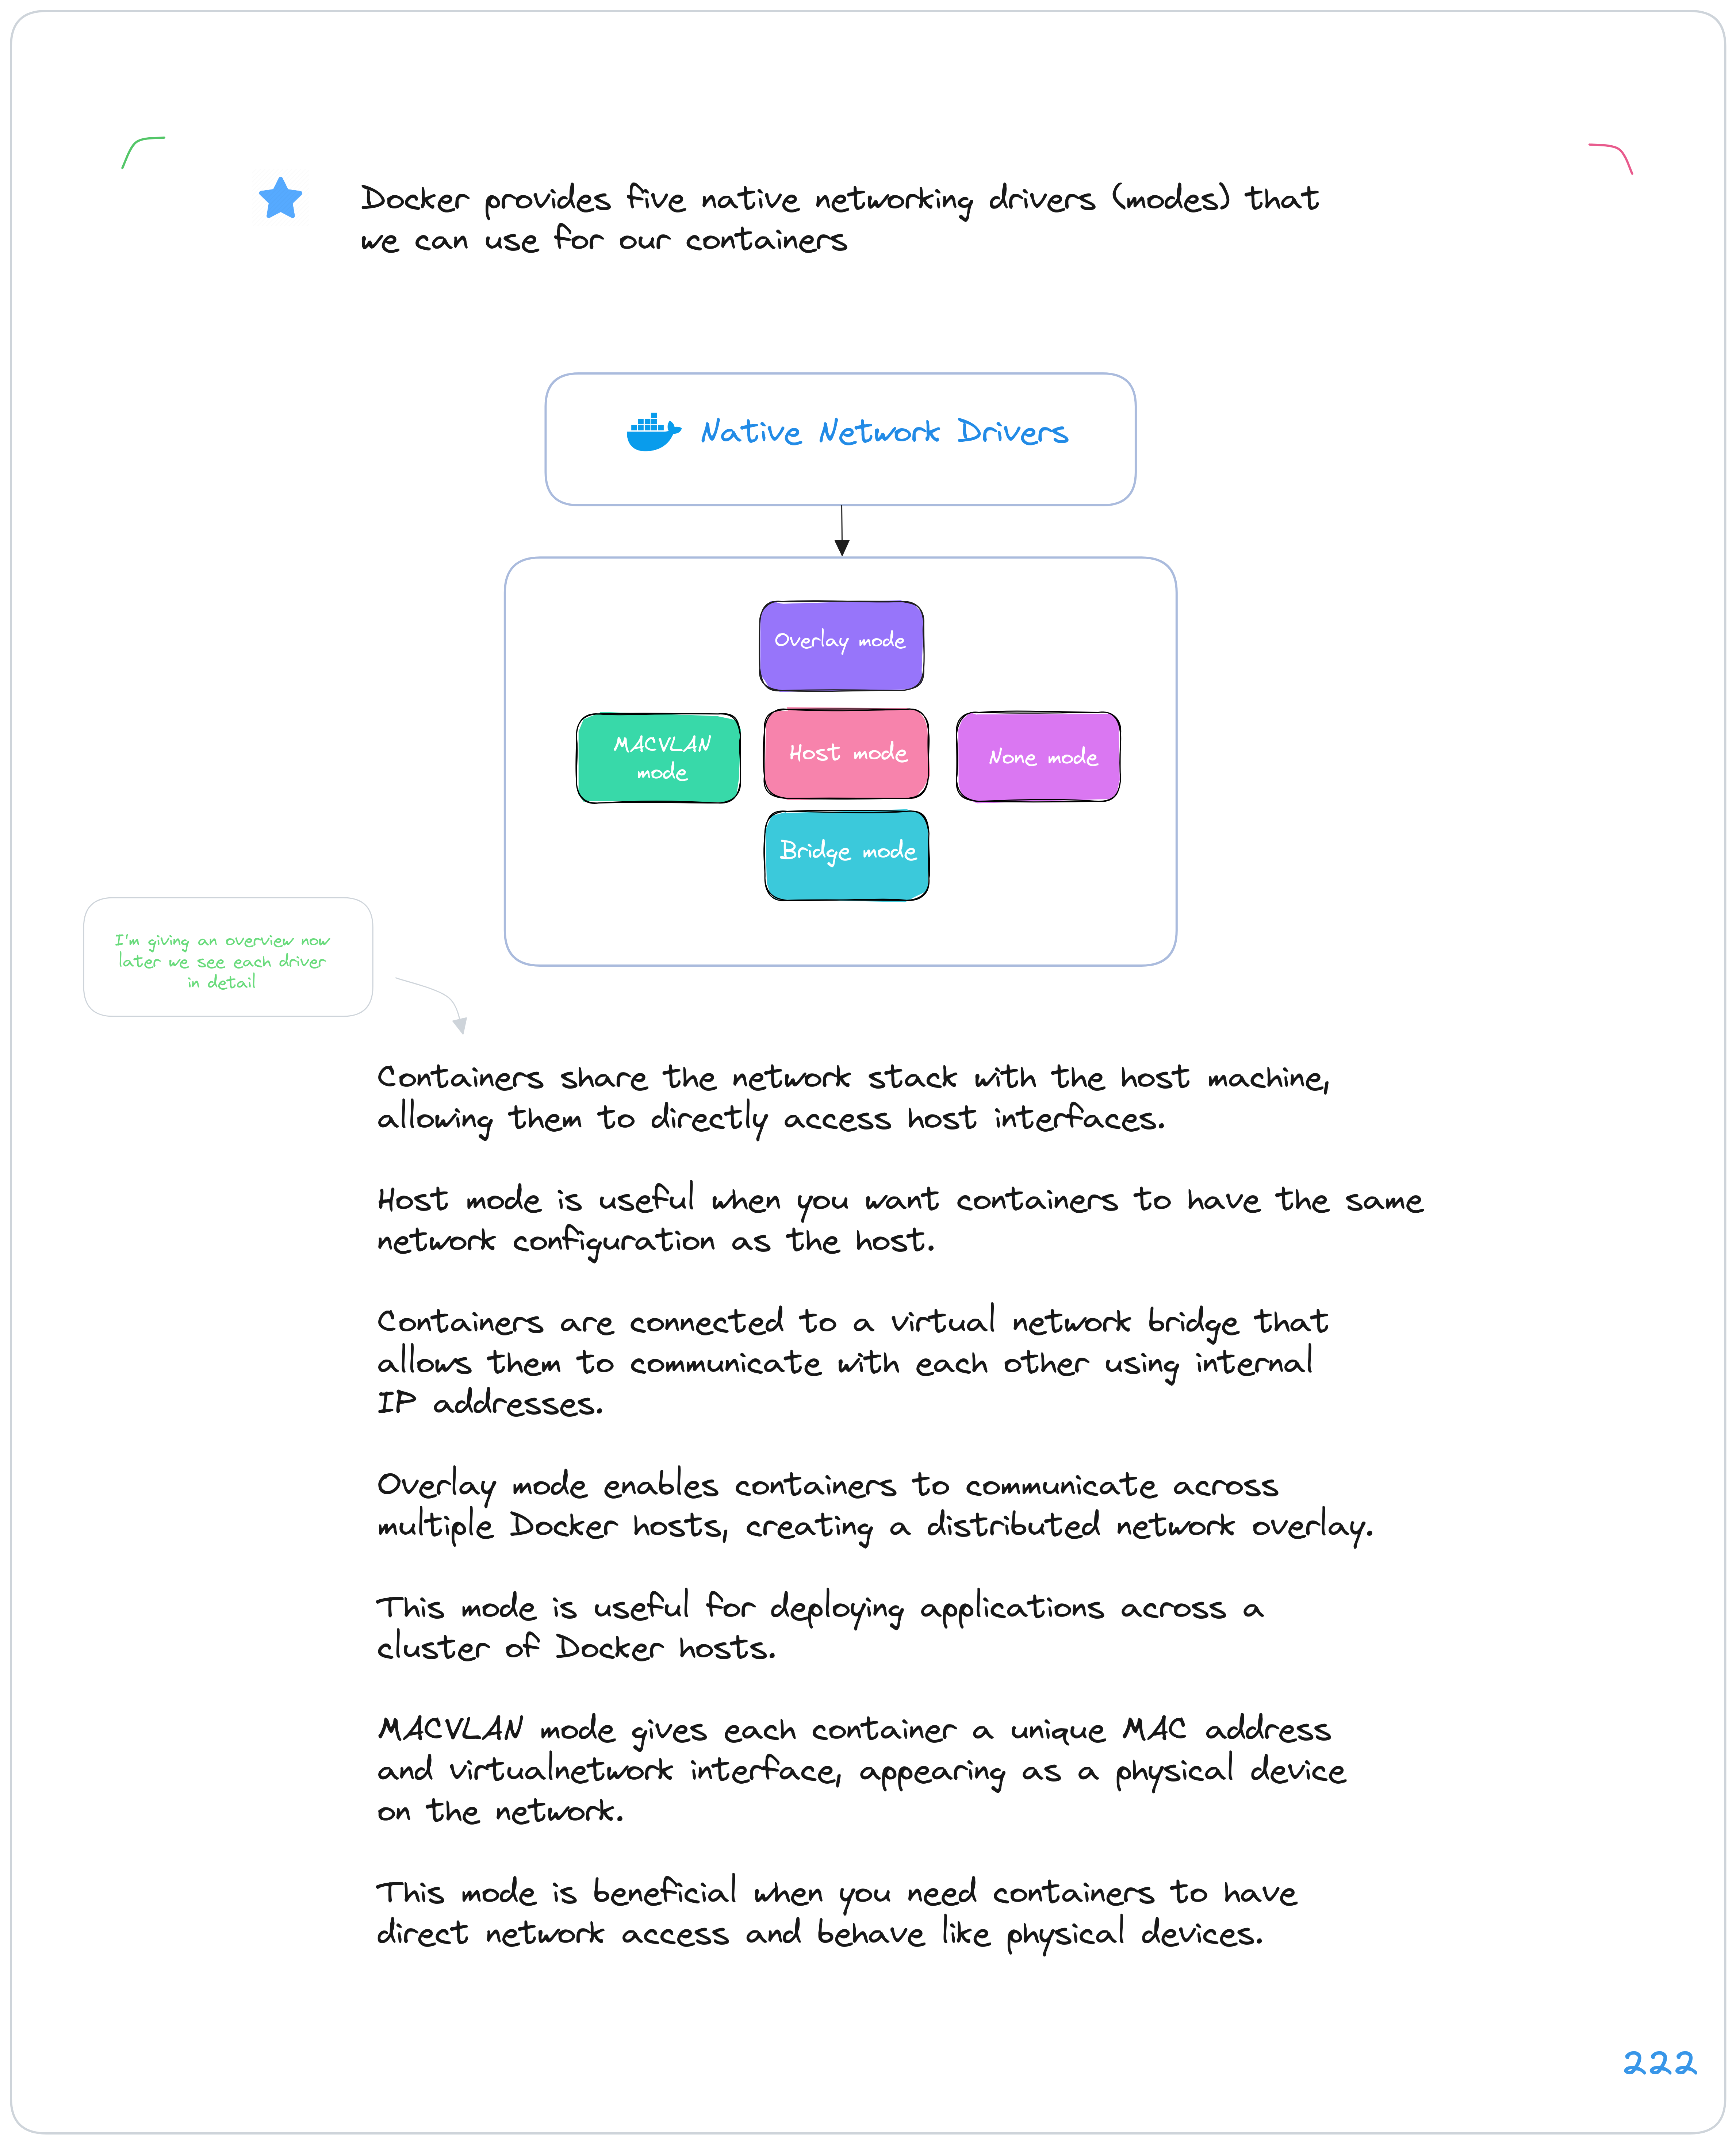 Docker provides five native networking drivers (modes) that
we can use for our containers
Native Network Drivers
Overlay mode
MACVLAN
mode
Host mode
None mode
Bridge mode
I'm giving an overview now
later we see each driver
in detail
Containers share the network stack with the host machine,
allowing them to directly access host interfaces.
Host mode is useful when you want containers to have the same
network configuration as the host.
Containers are connected to a virtual network bridge that
allows them to communicate with each other using internal
IP addresses.
Overlay mode enables containers to communicate across
multiple Docker hosts, creating a distributed network overlay.
This mode is useful for deploying applications across a
cluster of Docker hosts.
MACVLAN mode gives each container a unique MAC address
and virtualnetwork interface, appearing as a physical device
on the network.
This mode is beneficial when you need containers to have
direct network access and behave like physical devices.
222